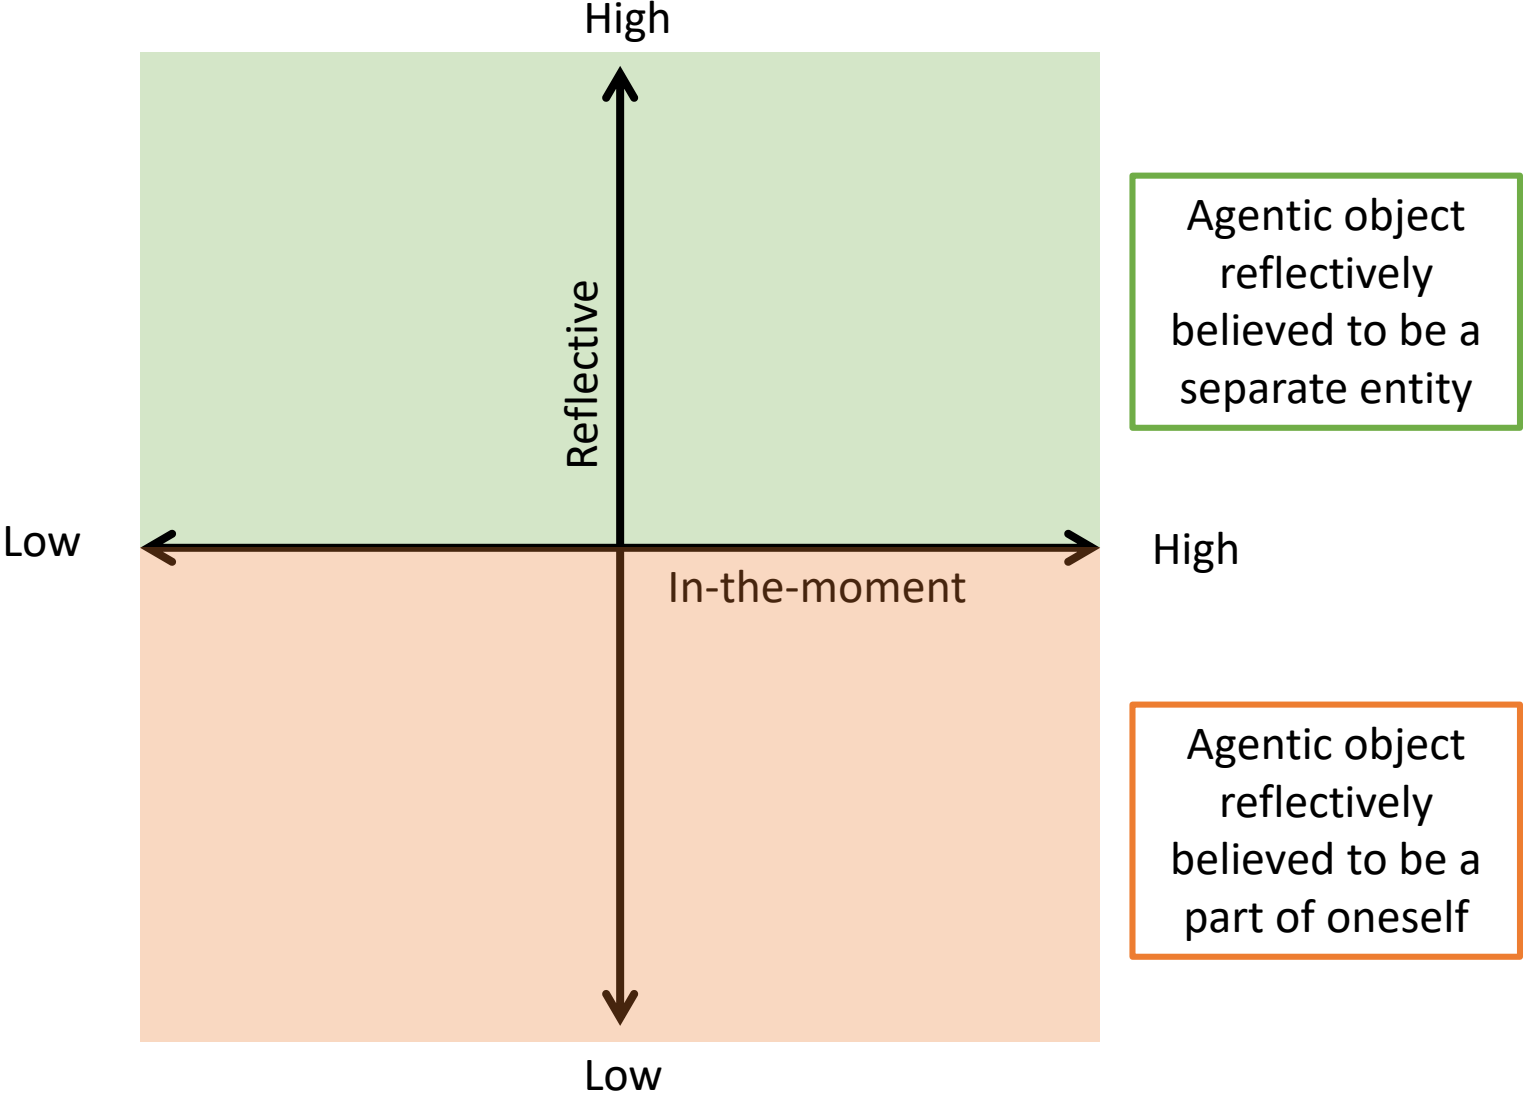 High
Reflective
Low
High
In-the-moment
Low
Agentic object
reflectively
believed to be a
separate entity
Agentic object
reflectively
believed to be a
part of oneself